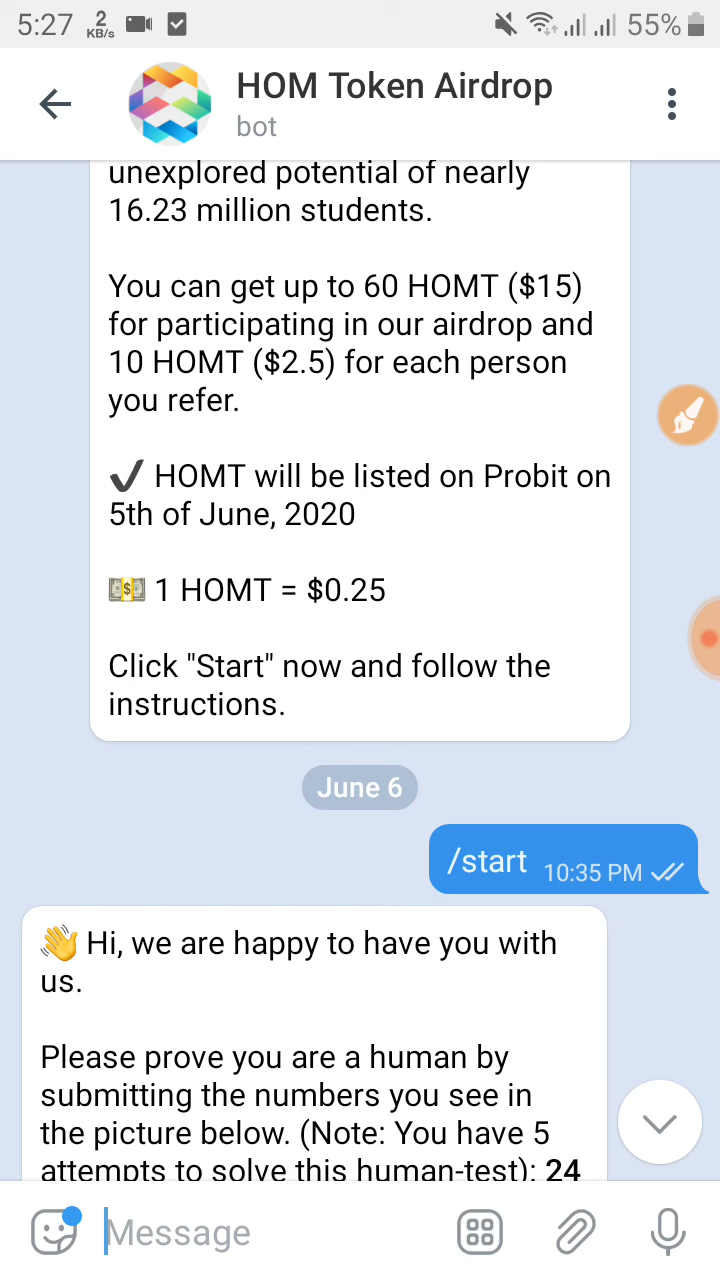 5:27 2 KB/s 55%
HOM Token Airdrop
bot
unexplored potential of nearly
16.23 million students.
You can get up to 60 HOMT ($15)
for participating in our airdrop and
10 HOMT ($2.5) for each person
you refer.
✔ HOMT will be listed on Probit on
5th of June, 2020
💵 1 HOMT = $0.25
Click "Start" now and follow the
instructions.
June 6
/start 10:35 PM
👋 Hi, we are happy to have you with
us.
Please prove you are a human by
submitting the numbers you see in
the picture below. (Note: You have 5
attempts to solve this human-test): 24
Message